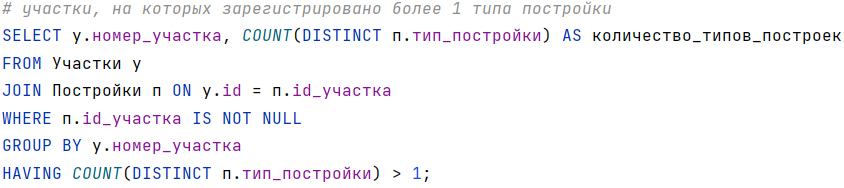 # участки, на которых зарегистрировано более 1 типа постройки
SELECT у.номер_участка, COUNT(DISTINCT п.тип_постройки) AS количество_типов_построек
FROM Участки у
JOIN Постройки п ON у.id = п.id_участка
WHERE п.id_участка IS NOT NULL
GROUP BY у.номер_участка
HAVING COUNT(DISTINCT п.тип_постройки) > 1;